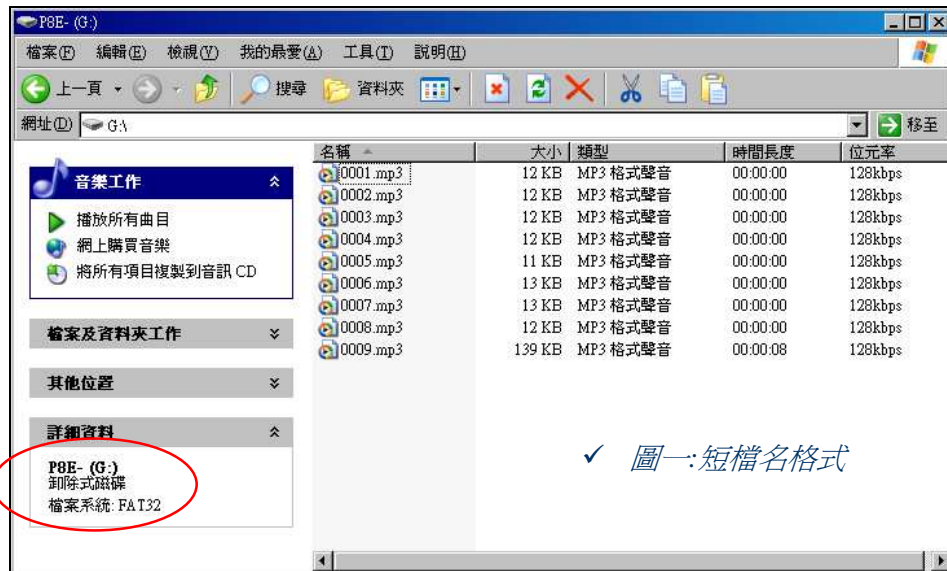 P8E- (G:)
檔案(F) 編輯(E) 檢視(V) 我的最愛(A) 工具(T) 説明(H)
上一頁 搜尋 資料夾
網址(D) G:\ 移至
名稱 大小 類型 時間長度 位元率
0001.mp3 12 KB MP3 格式聲音 00:00:00 128kbps
0002.mp3 12 KB MP3 格式聲音 00:00:00 128kbps
0003.mp3 12 KB MP3 格式聲音 00:00:00 128kbps
0004.mp3 12 KB MP3 格式聲音 00:00:00 128kbps
0005.mp3 11 KB MP3 格式聲音 00:00:00 128kbps
0006.mp3 13 KB MP3 格式聲音 00:00:00 128kbps
0007.mp3 13 KB MP3 格式聲音 00:00:00 128kbps
0008.mp3 12 KB MP3 格式聲音 00:00:00 128kbps
0009.mp3 139 KB MP3 格式聲音 00:00:08 128kbps
音樂工作
播放所有曲目
網上購買音樂
將所有項目複製到音訊 CD
檔案及資料夾工作
其他位置
詳細資料
P8E- (G:)
卸除式磁碟
檔案系統: FAT32
✓ 圖一:短檔名格式